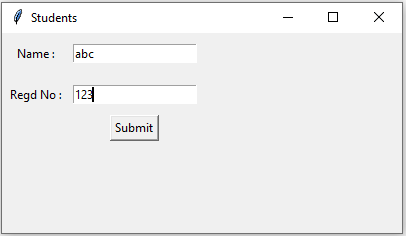 Students
Name : abc
Regd No : 123
Submit